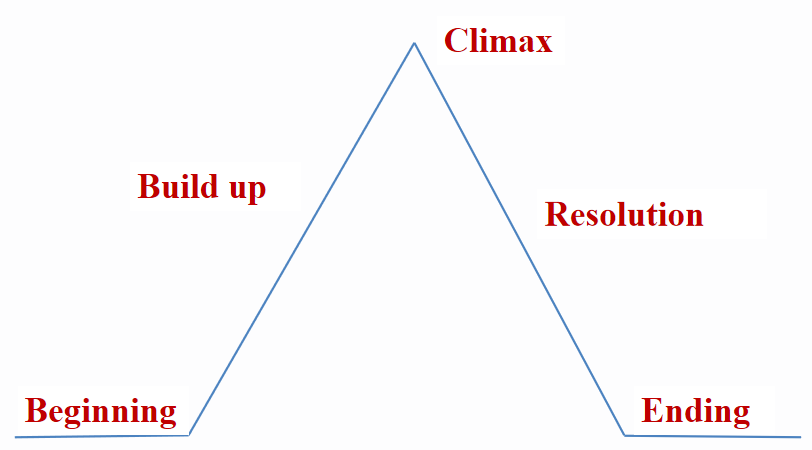 Climax
Build up
Resolution
Beginning
Ending